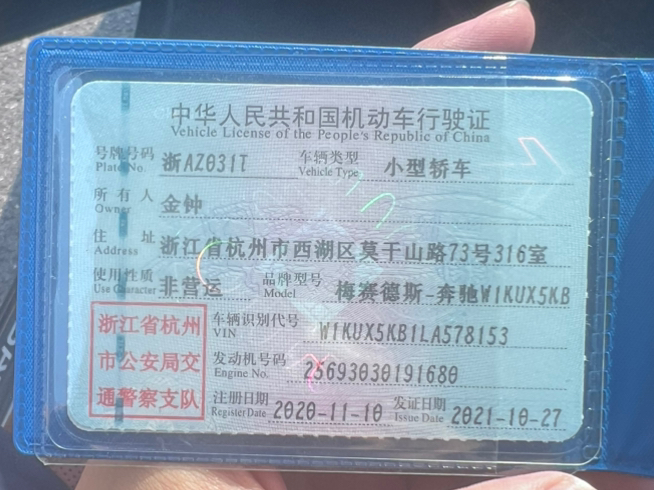 中华人民共和国机动车行驶证
Vehicle License of the People's Republic of China
号牌号码 浙AZ031T 车辆类型 小型轿车
Plate No. Vehicle Type
所有人 金钟
Owner
住址 浙江省杭州市西湖区莫干山路73号316室
Address
使用性质 非营运 品牌型号 梅赛德斯-奔驰W1KUX5KB
Use Character Model
浙江省杭州
市公安局交
通警察支队
车辆识别代号 W1KUX5KB1LA578153
VIN
发动机号码 25693030191680
Engine No.
注册日期 2020-11-10 发证日期 2021-10-27
Register Date Issue Date